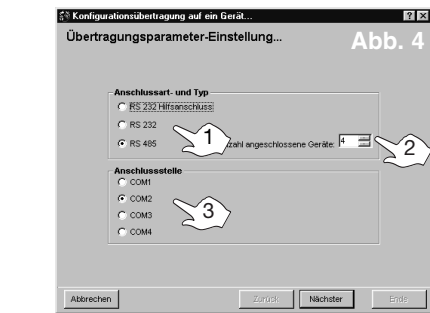 Konfigurationsübertragung auf ein Gerät...
Übertragungsparameter-Einstellung...
Abb. 4
Anschlussart- und Typ
RS 232 Hilfsanschluss
RS 232
1
RS 485
angeschlossene Geräte:
4
2
Anschlussstelle
COM1
COM2
3
COM3
COM4
Abbrechen
Zurück
Nächster
Ende